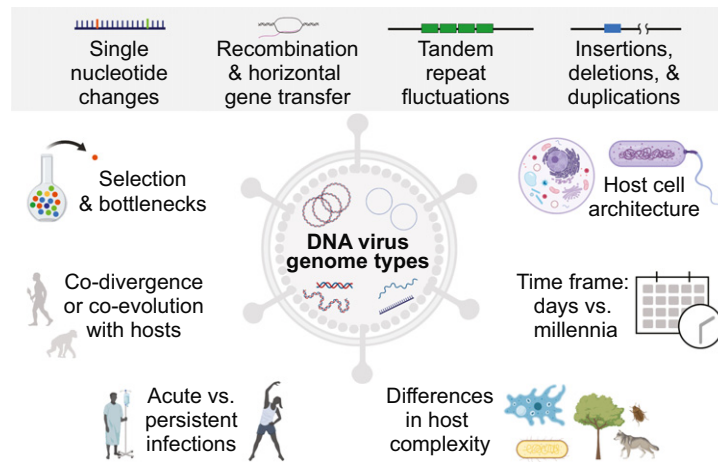 Single
nucleotide
changes
Recombination
& horizontal
gene transfer
Tandem
repeat
fluctuations
Insertions,
deletions, &
duplications
Selection
& bottlenecks
DNA virus
genome types
Host cell
architecture
Co-divergence
or co-evolution
with hosts
Time frame:
days vs.
millennia
Acute vs.
persistent
infections
Differences
in host
complexity